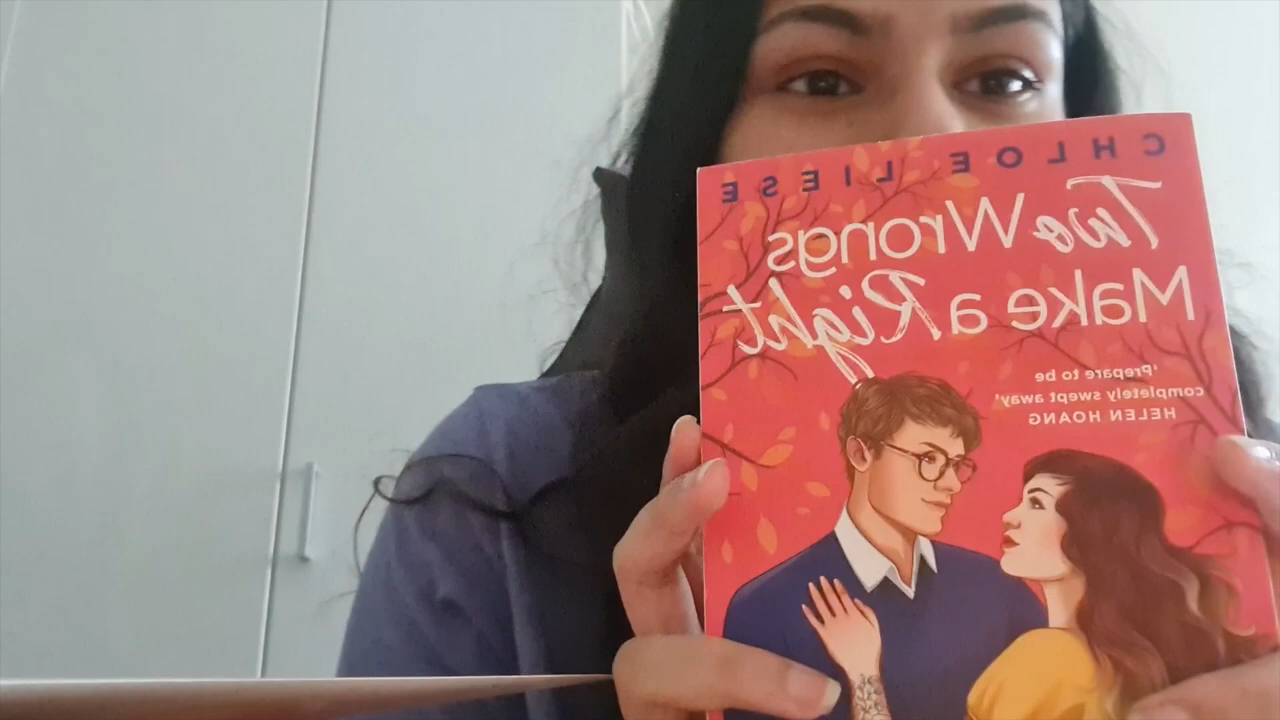 CHLOE LIESE
Two Wrongs
Make a Right
'Prepare to be
completely swept away'
HELEN HOANG